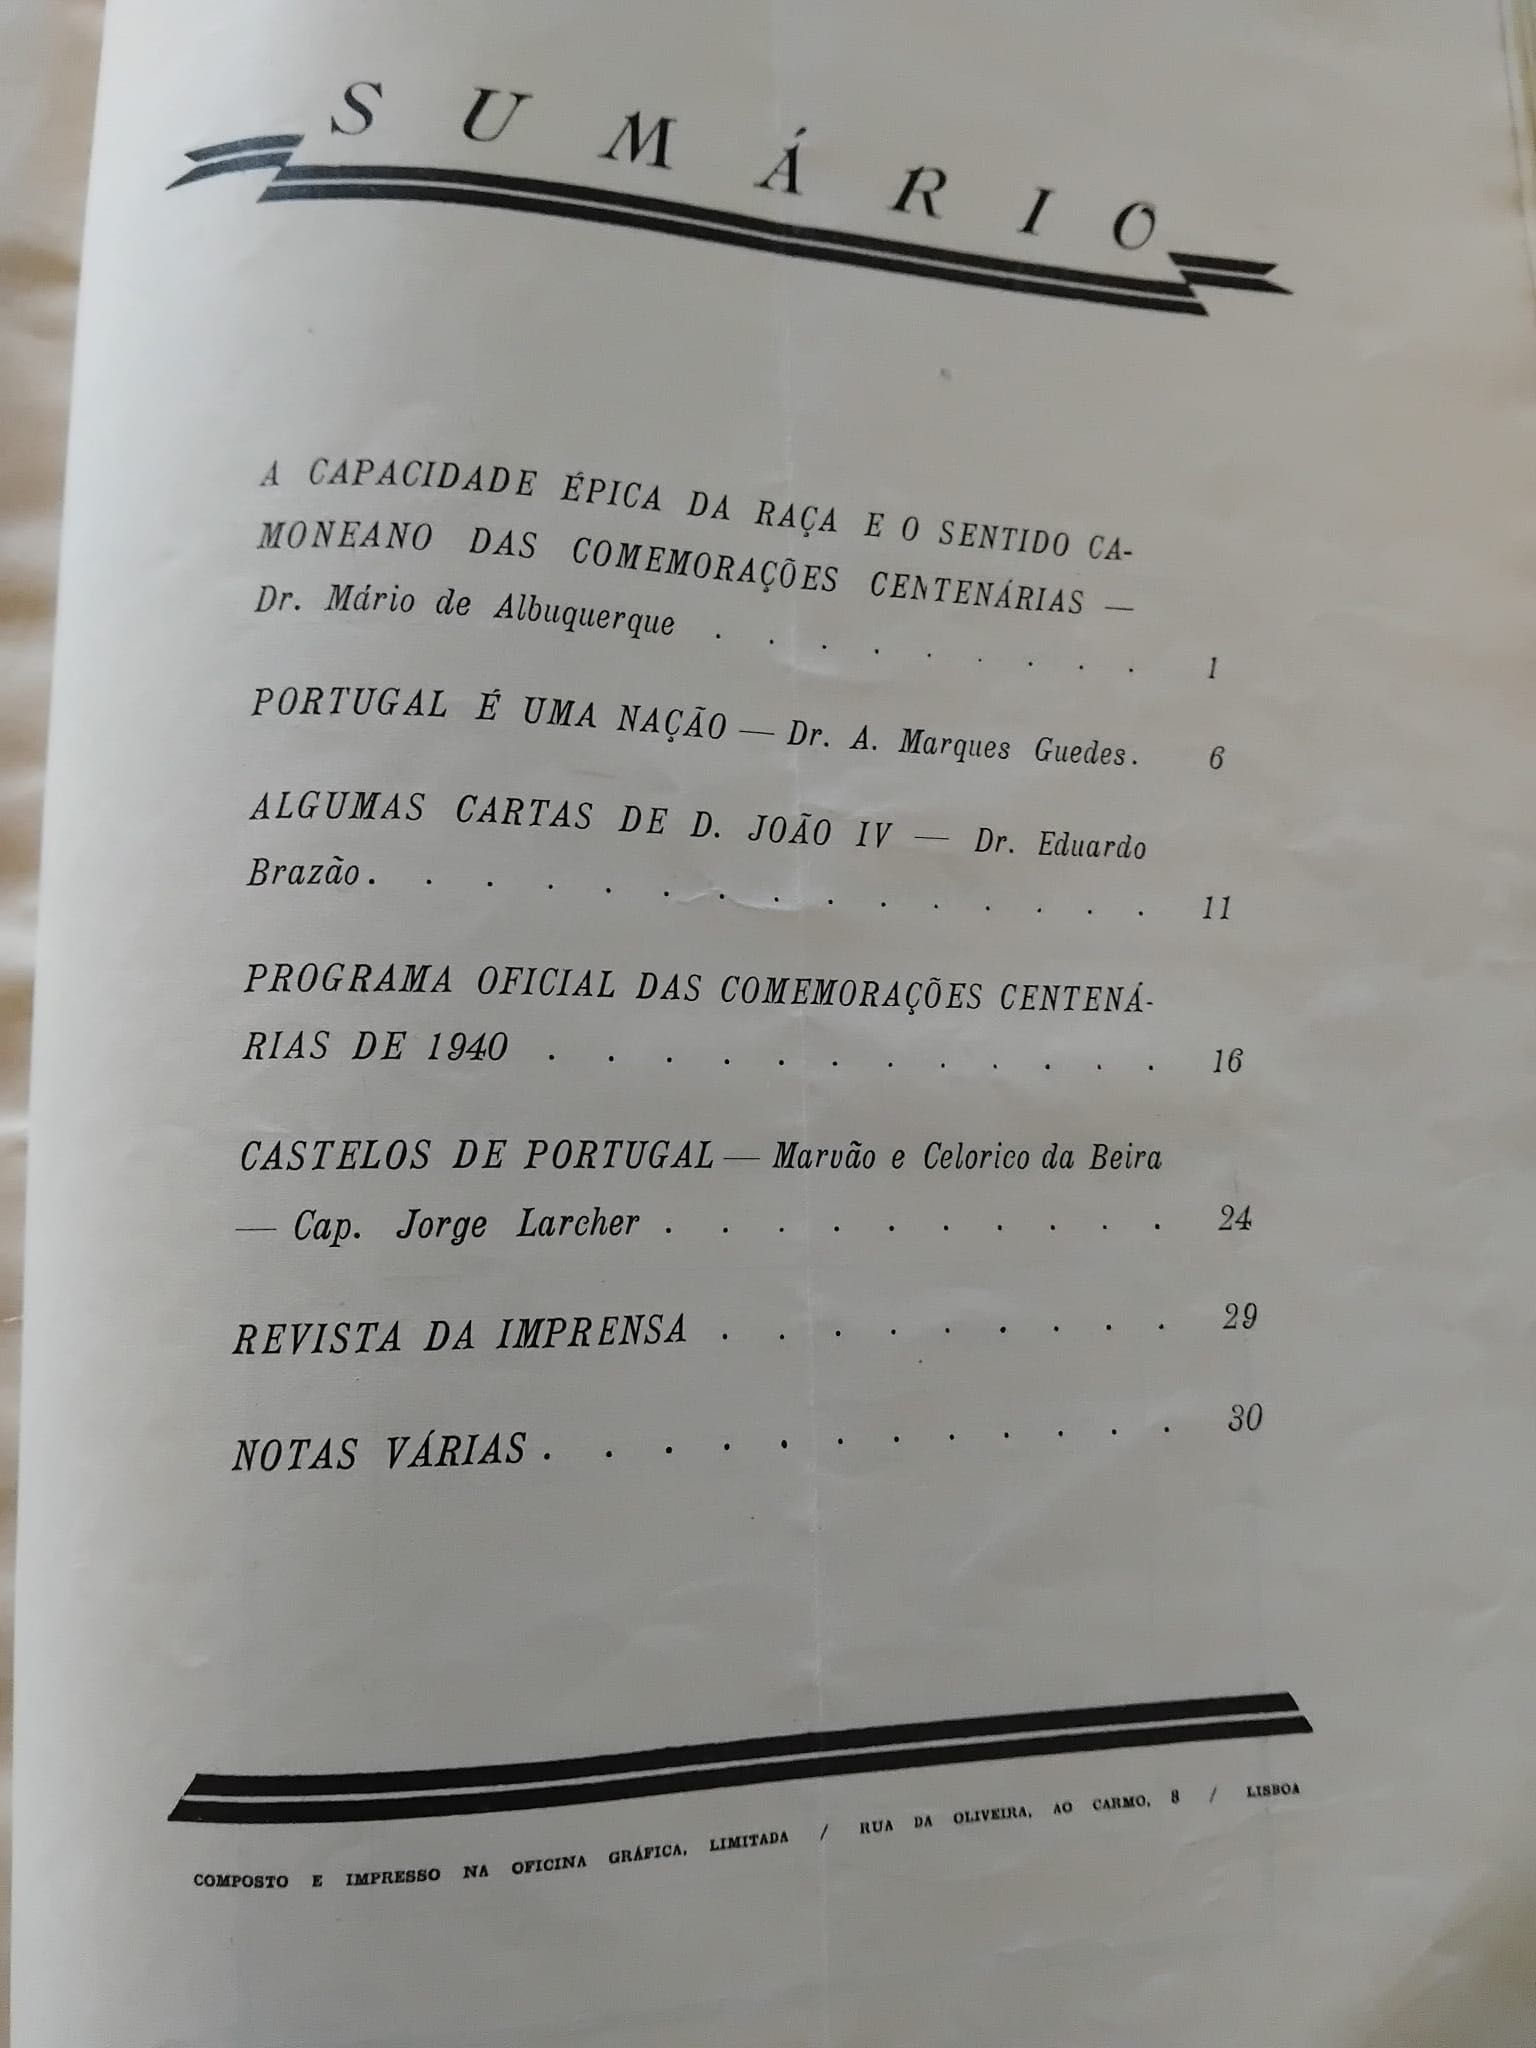 SUMÁRIO
A CAPACIDADE ÉPICA DA RAÇA E O SENTIDO CA-
MONEANO DAS COMEMORAÇÕES CENTENÁRIAS —
Dr. Mário de Albuquerque . . . . . . . . . 1
PORTUGAL É UMA NAÇÃO — Dr. A. Marques Guedes. 6
ALGUMAS CARTAS DE D. JOÃO IV — Dr. Eduardo
Brazão. . . . . . . . . . . . . . 11
PROGRAMA OFICIAL DAS COMEMORAÇÕES CENTENÁ-
RIAS DE 1940 . . . . . . . . . . . . 16
CASTELOS DE PORTUGAL — Marvão e Celorico da Beira
— Cap. Jorge Larcher . . . . . . . . . . 24
REVISTA DA IMPRENSA . . . . . . . . . 29
NOTAS VÁRIAS. . . . . . . . . . . . 30
COMPOSTO E IMPRESSO NA OFICINA GRÁFICA, LIMITADA / RUA DA OLIVEIRA, AO CARMO, 8 / LISBOA